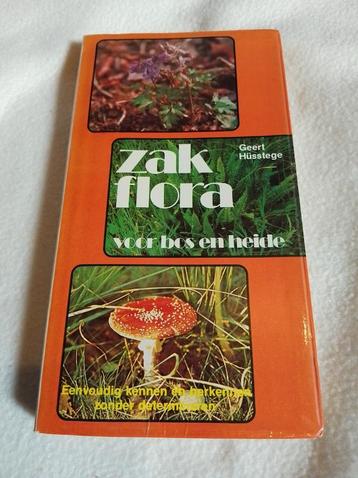 zak
flora
Geert
Hüsstege
voor bos en heide
Eenvoudig kennen en herkennen
zonder determineren